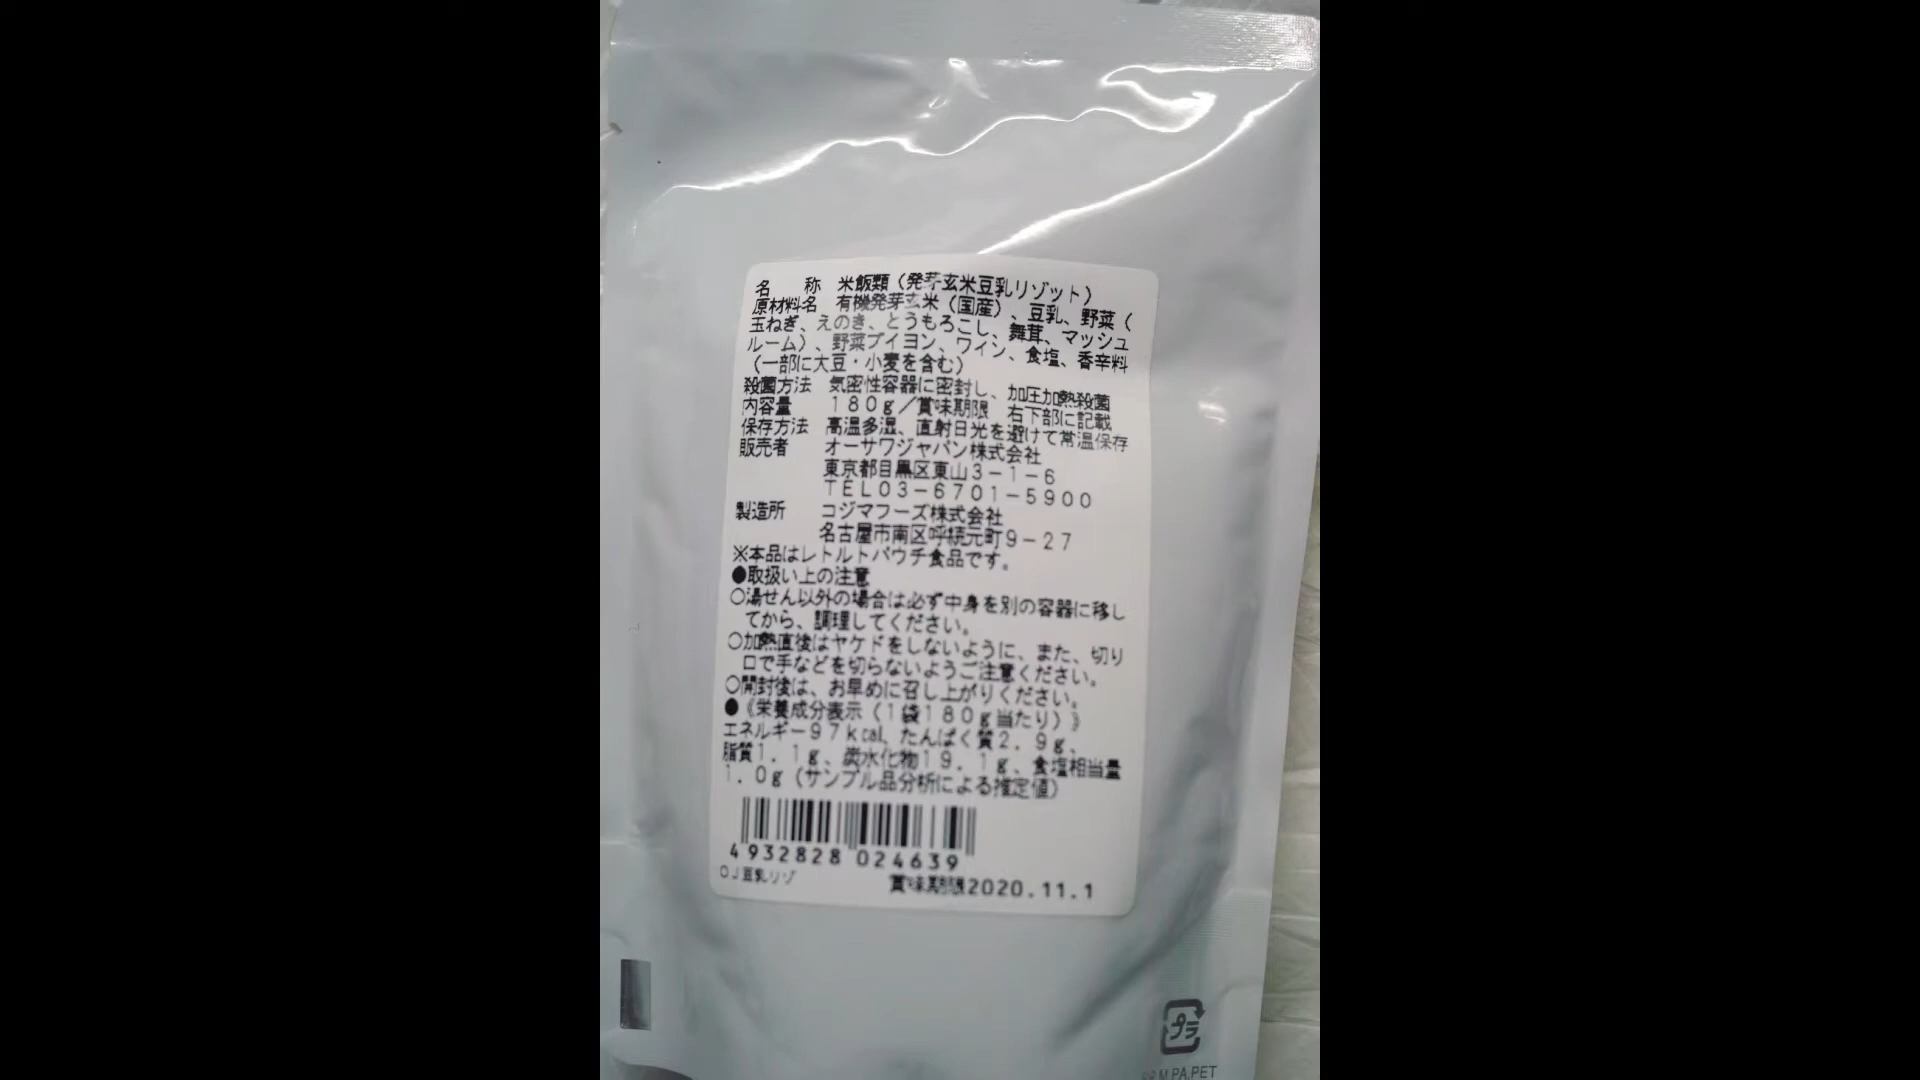 名　　称　米飯類（発芽玄米豆乳リゾット）
原材料名　有機発芽玄米（国産）、豆乳、野菜（
玉ねぎ、えのき、とうもろこし、舞茸、マッシュ
ルーム）、野菜ブイヨン、ワイン、食塩、香辛料
（一部に大豆・小麦を含む）
殺菌方法　気密性容器に密封し、加圧加熱殺菌
内容量　１８０ｇ／賞味期限　右下部に記載
保存方法　高温多湿、直射日光を避けて常温保存
販売者　オーサワジャパン株式会社
東京都目黒区東山３－１－６
ＴＥＬ０３－６７０１－５９００
製造所　コジマフーズ株式会社
名古屋市南区呼続元町９－２７
※本品はレトルトパウチ食品です。
●取扱い上の注意
○湯せん以外の場合は必ず中身を別の容器に移し
てから、調理してください。
○加熱直後はヤケドをしないように、また、切り
口で手などを切らないようご注意ください。
○開封後は、お早めに召し上がりください。
●《栄養成分表示（１袋１８０ｇ当たり）》
エネルギー９７ｋｃａｌ、たんぱく質２．９ｇ、
脂質１．１ｇ、炭水化物１９．１ｇ、食塩相当量
１．０ｇ（サンプル品分析による推定値）
4932828 024639
ＯＪ豆乳リゾ　賞味期限2020.11.1
プラ
M,PA,PET